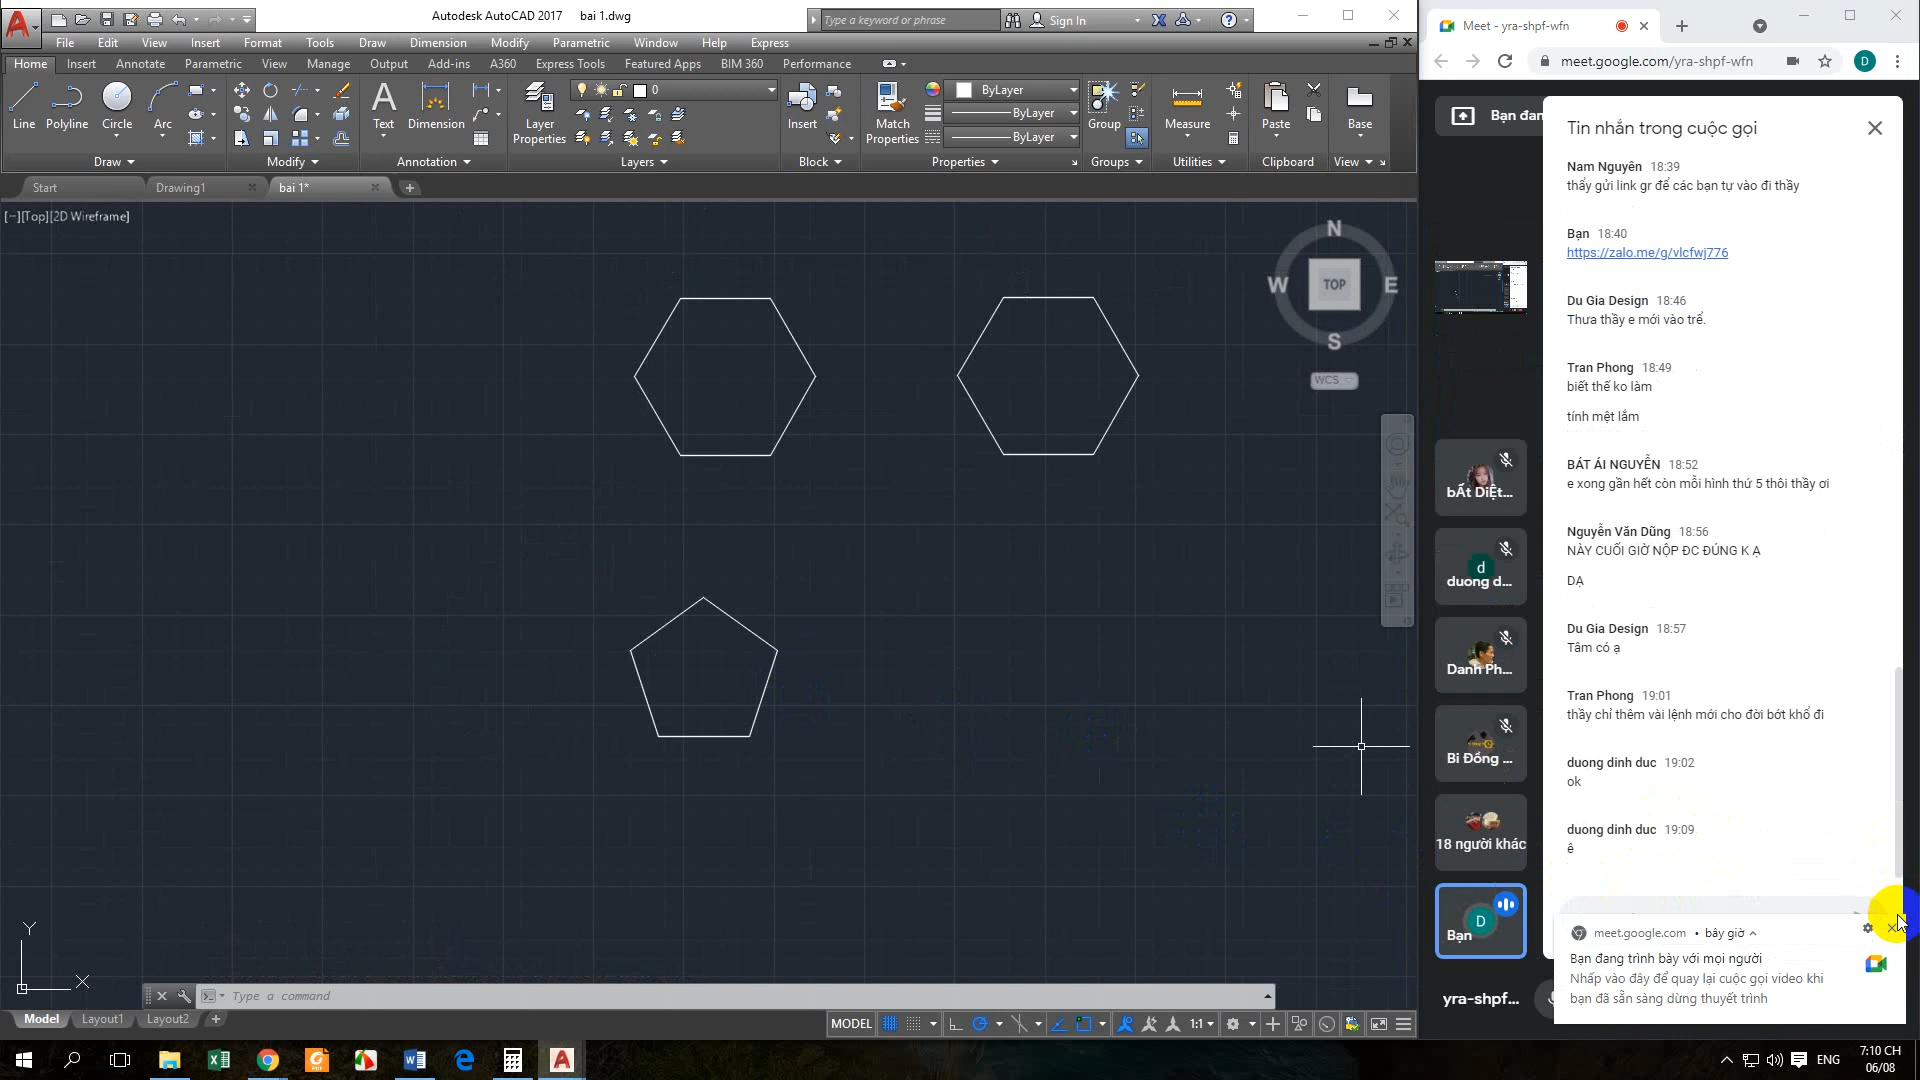 Autodesk AutoCAD 2017 bai 1.dwg
Type a keyword or phrase
Sign In
File Edit View Insert Format Tools Draw Dimension Modify Parametric Window Help Express
Home Insert Annotate Parametric View Manage Output Add-ins A360 Express Tools Featured Apps BIM 360 Performance
Line Polyline Circle Arc
Text Dimension
Layer Properties
0
Insert
Match Properties
ByLayer
ByLayer
ByLayer
Group
Measure
Paste
Base
Draw Modify Annotation Layers Block Properties Groups Utilities Clipboard View
Start Drawing1 bai 1*
[−][Top][2D Wireframe]
N
W TOP E
S
WCS
Y
X
Type a command
Model Layout1 Layout2
MODEL 1:1
Meet - yra-shpf-wfn
meet.google.com/yra-shpf-wfn
D
Bạn đan
Tin nhắn trong cuộc gọi
Nam Nguyên 18:39
thầy gửi link gr để các bạn tự vào đi thầy
Bạn 18:40
https://zalo.me/g/vlcfwj776
Du Gia Design 18:46
Thưa thầy e mới vào trể.
Tran Phong 18:49
biết thế ko làm
tính mệt lắm
BÁT ÁI NGUYỄN 18:52
e xong gần hết còn mỗi hình thứ 5 thôi thầy ơi
Nguyễn Văn Dũng 18:56
NÀY CUỐI GIỜ NỘP ĐC ĐÚNG K Ạ
DẠ
Du Gia Design 18:57
Tâm có ạ
Tran Phong 19:01
thầy chỉ thêm vài lệnh mới cho đời bớt khổ đi
duong dinh duc 19:02
ok
duong dinh duc 19:09
ê
bẤt DiỆt...
d
duong d...
Danh Ph...
Bi Đồng ...
18 người khác
D
Bạn
yra-shpf...
meet.google.com • bây giờ
Bạn đang trình bày với mọi người
Nhấp vào đây để quay lại cuộc gọi video khi
bạn đã sẵn sàng dừng thuyết trình
ENG
7:10 CH
06/08